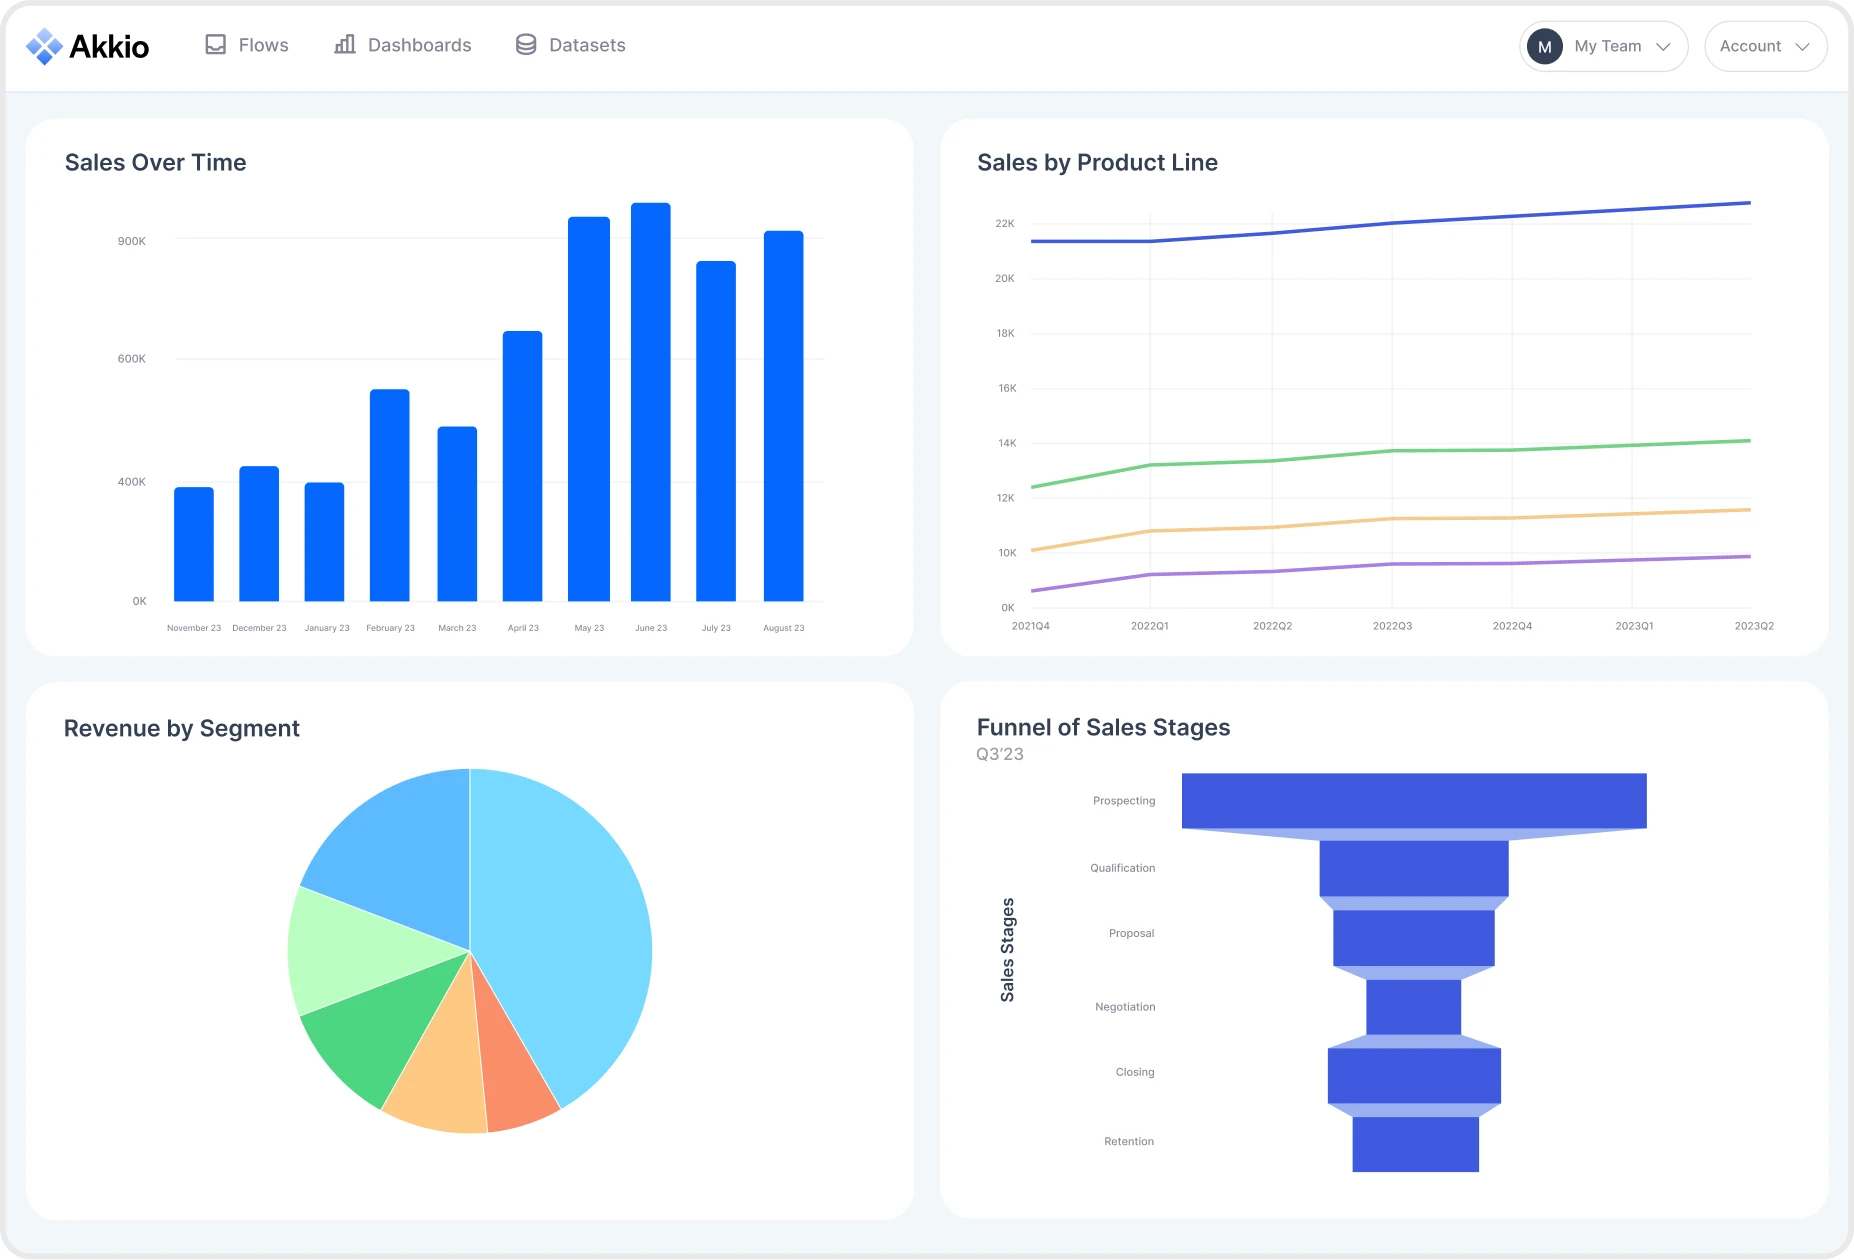 Akkio
Flows
Dashboards
Datasets
M
My Team
Account
Sales Over Time
900K
600K
400K
0K
November 23
December 23
January 23
February 23
March 23
April 23
May 23
June 23
July 23
August 23
Sales by Product Line
22K
20K
18K
16K
14K
12K
10K
0K
2021Q4
2022Q1
2022Q2
2022Q3
2022Q4
2023Q1
2023Q2
Revenue by Segment
Funnel of Sales Stages
Q3'23
Sales Stages
Prospecting
Qualification
Proposal
Negotiation
Closing
Retention